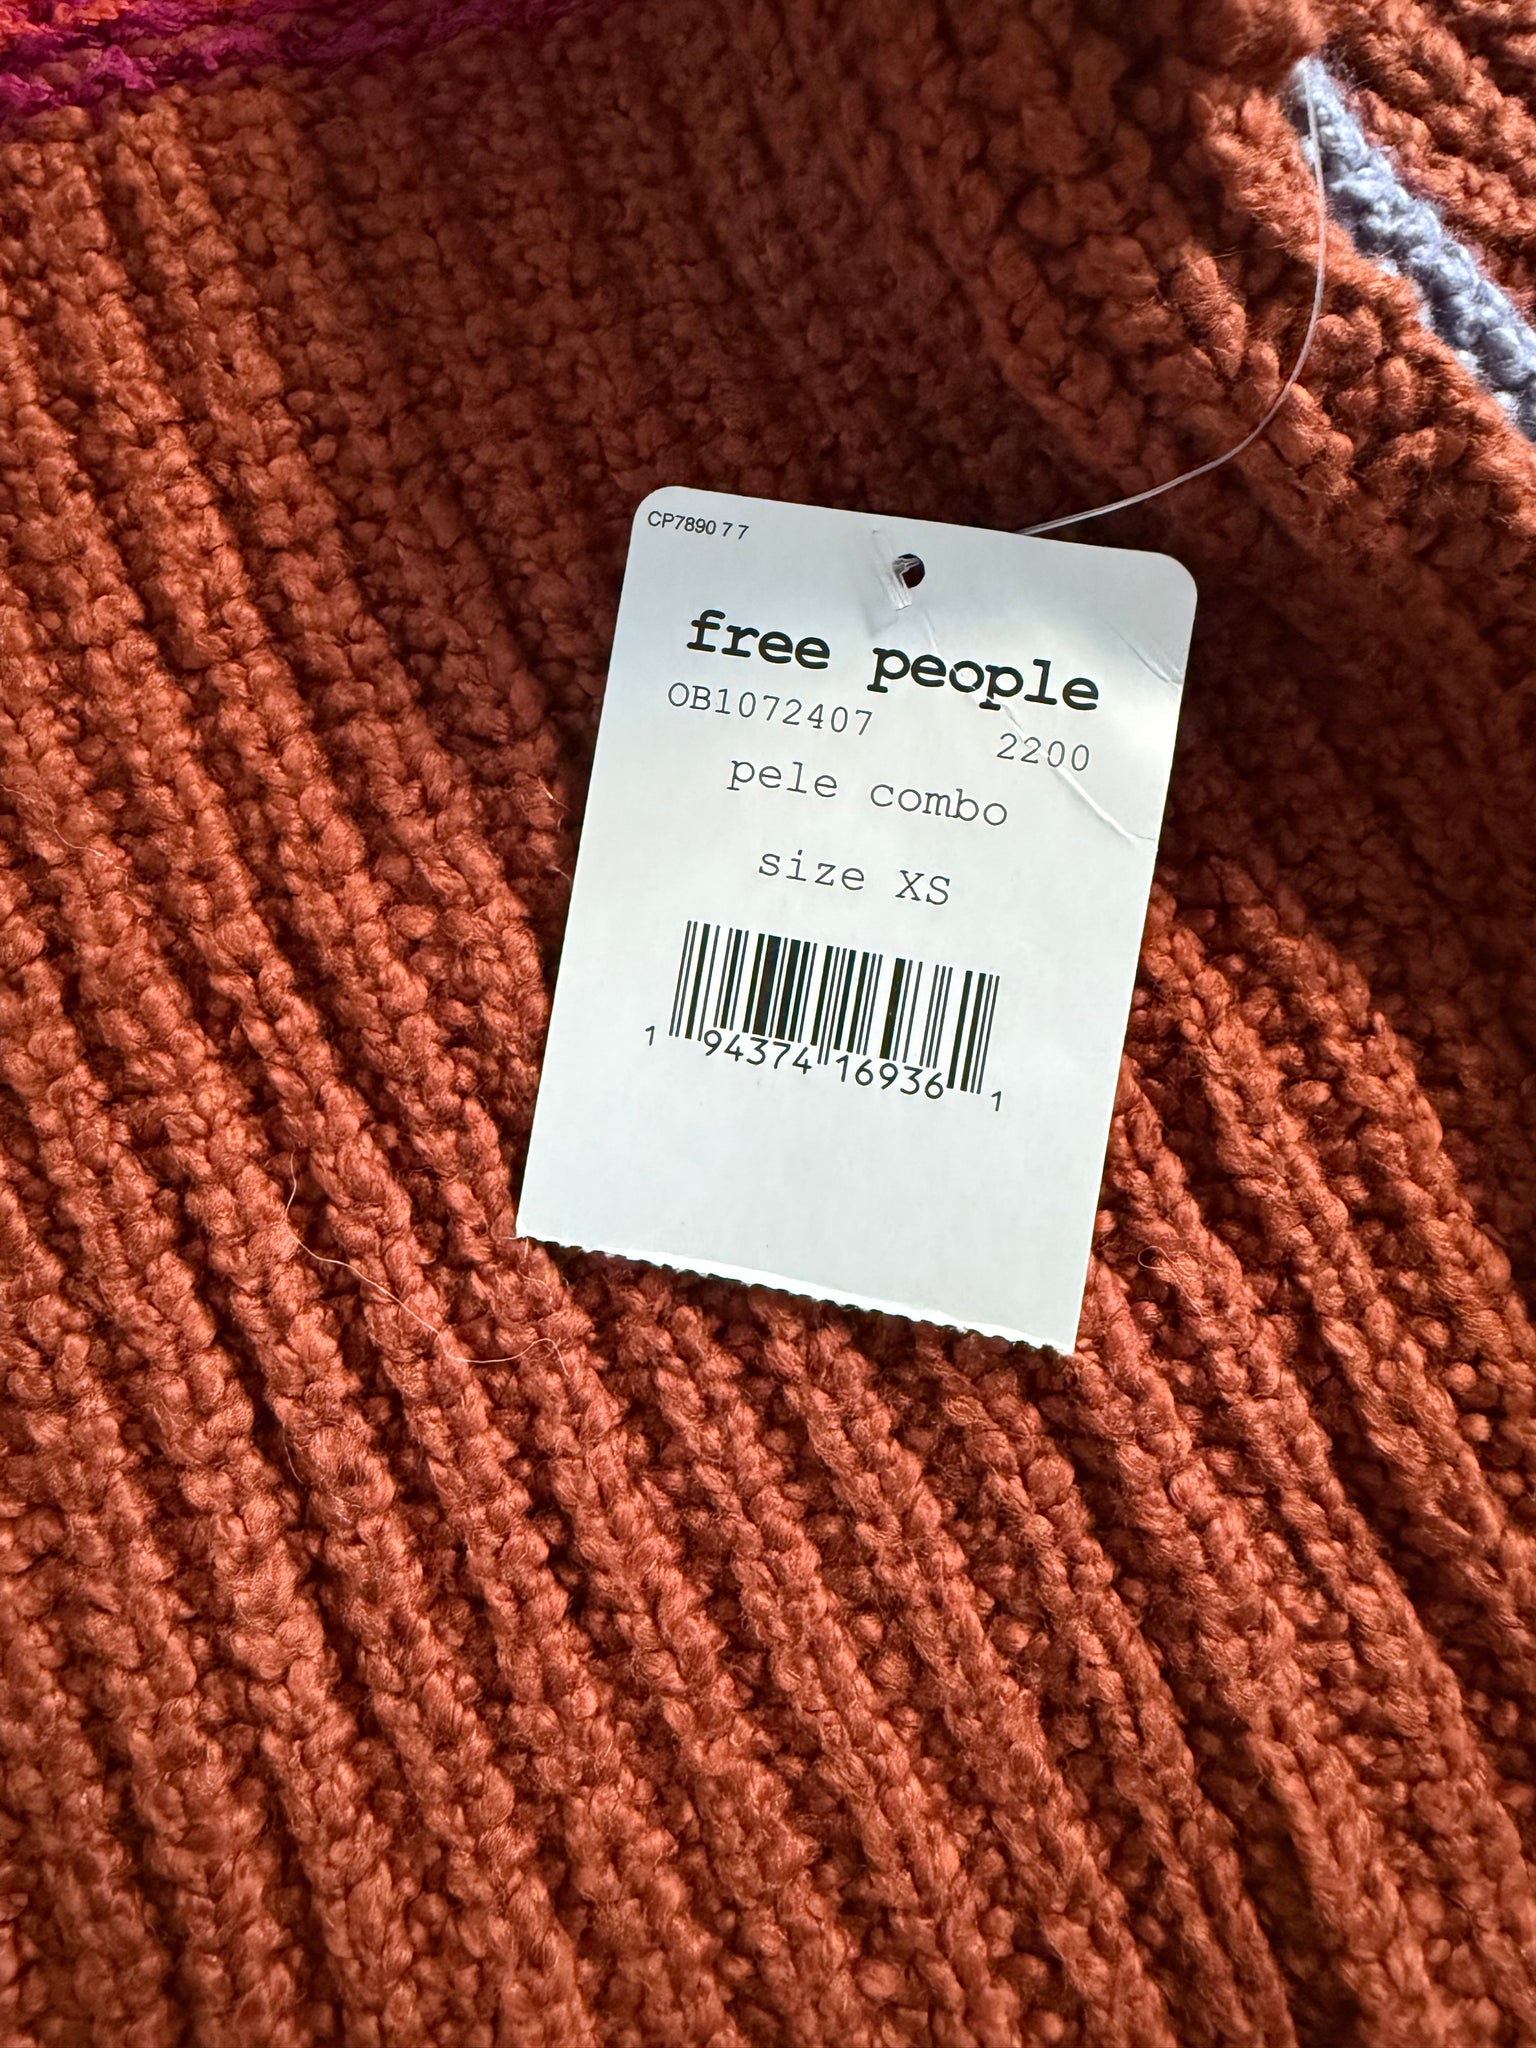 CP7890 7 7
free people
OB1072407 2200
pele combo
size XS
1 94374 16936 1